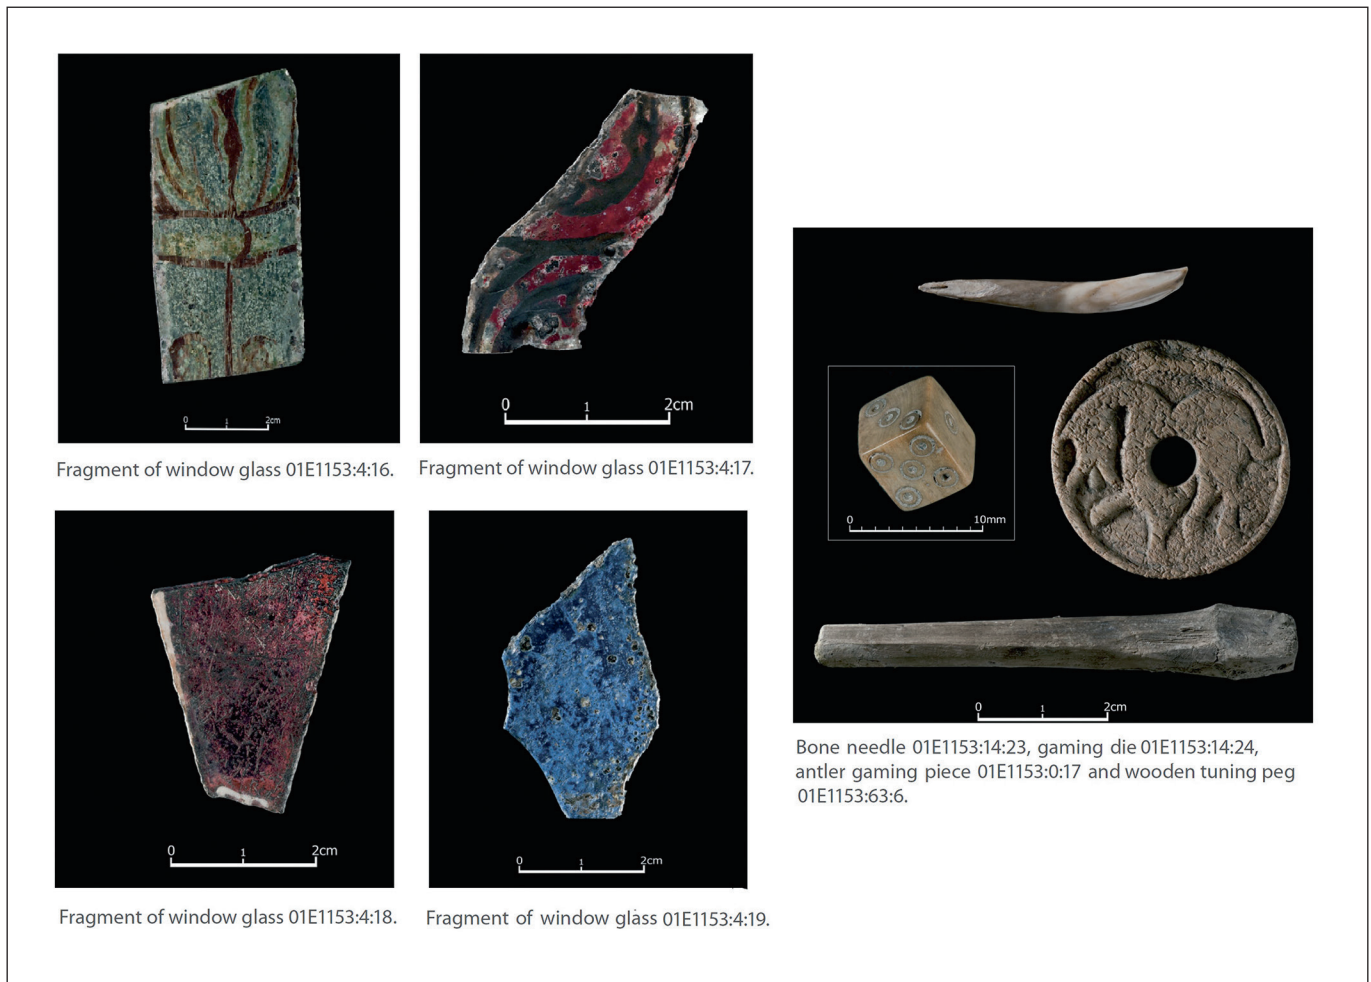 0 1 2cm
0 1 2cm
Fragment of window glass 01E1153:4:16.
Fragment of window glass 01E1153:4:17.
0 10mm
0 1 2cm
Bone needle 01E1153:14:23, gaming die 01E1153:14:24,
antler gaming piece 01E1153:0:17 and wooden tuning peg
01E1153:63:6.
0 1 2cm
0 1 2cm
Fragment of window glass 01E1153:4:18.
Fragment of window glass 01E1153:4:19.